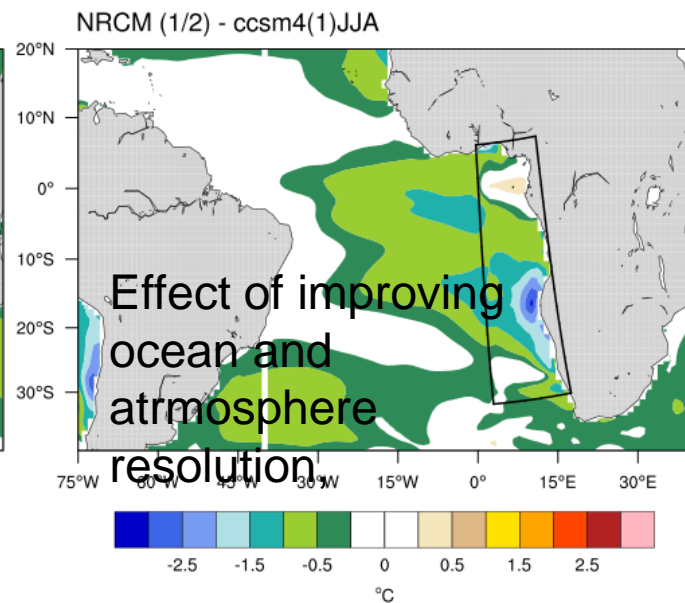 NRCM (1/2) - ccsm4(1)JJA
20°N
10°N
0°
10°S
20°S
30°S
Effect of improving
ocean and
atrmosphere
resolution,
75°W 60°W 45°W 30°W 15°W 0° 15°E 30°E
-2.5 -1.5 -0.5 0 0.5 1.5 2.5
°C